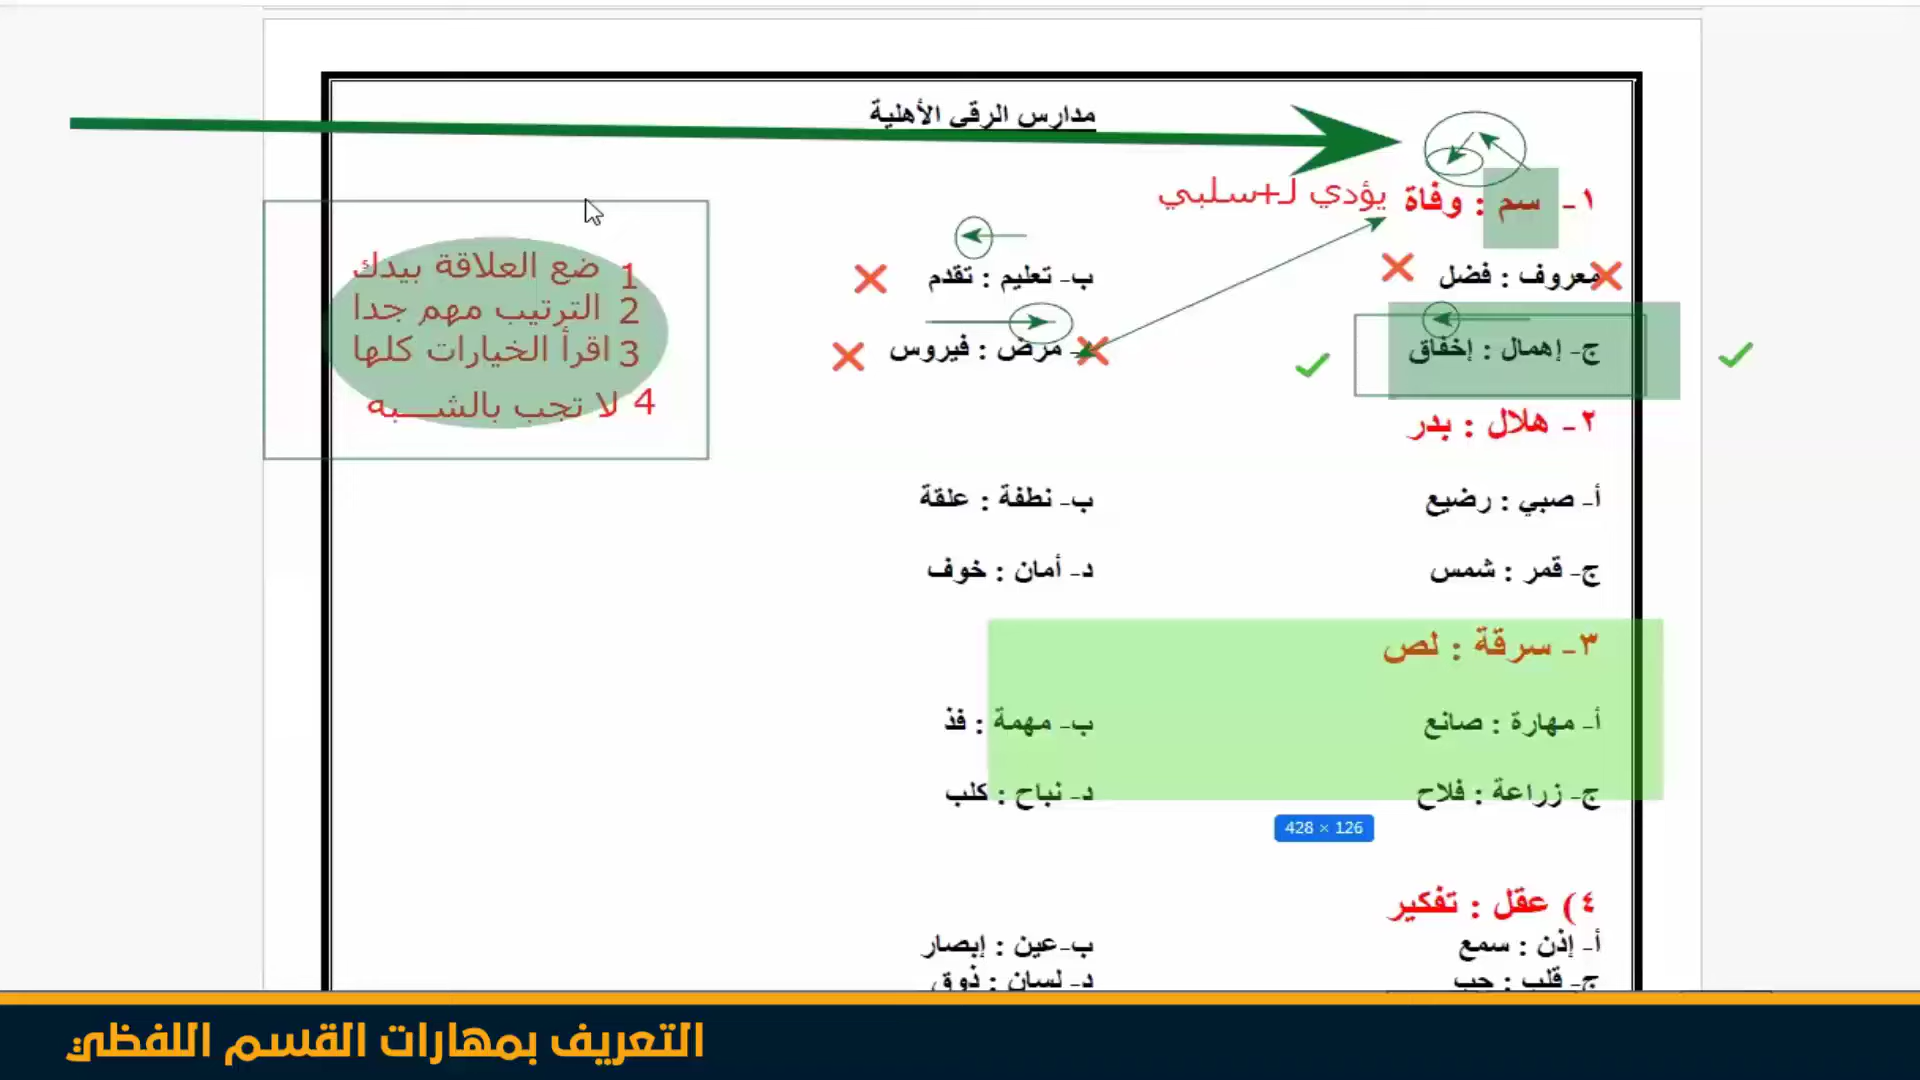 مدارس الرقي الأهلية
١- سم : وفاة يؤدي لـ+سلبي
معروف : فضل
ب- تعليم : تقدم
ج- إهمال : إخفاق
- مرض : فيروس
1 ضع العلاقة بيدك
2 الترتيب مهم جدا
3 اقرأ الخيارات كلها
4 لا تجب بالشـــبه
٢- هلال : بدر
أ- صبي : رضيع
ب- نطفة : علقة
ج- قمر : شمس
د- أمان : خوف
٣- سرقة : لص
أ- مهارة : صانع
ب- مهمة : فذ
ج- زراعة : فلاح
د- نباح : كلب
428 × 126
٤) عقل : تفكير
أ- إذن : سمع
ب-عين : إبصار
ج- قلب : حب
د- لسان : ذوق
التعريف بمهارات القسم اللفظي